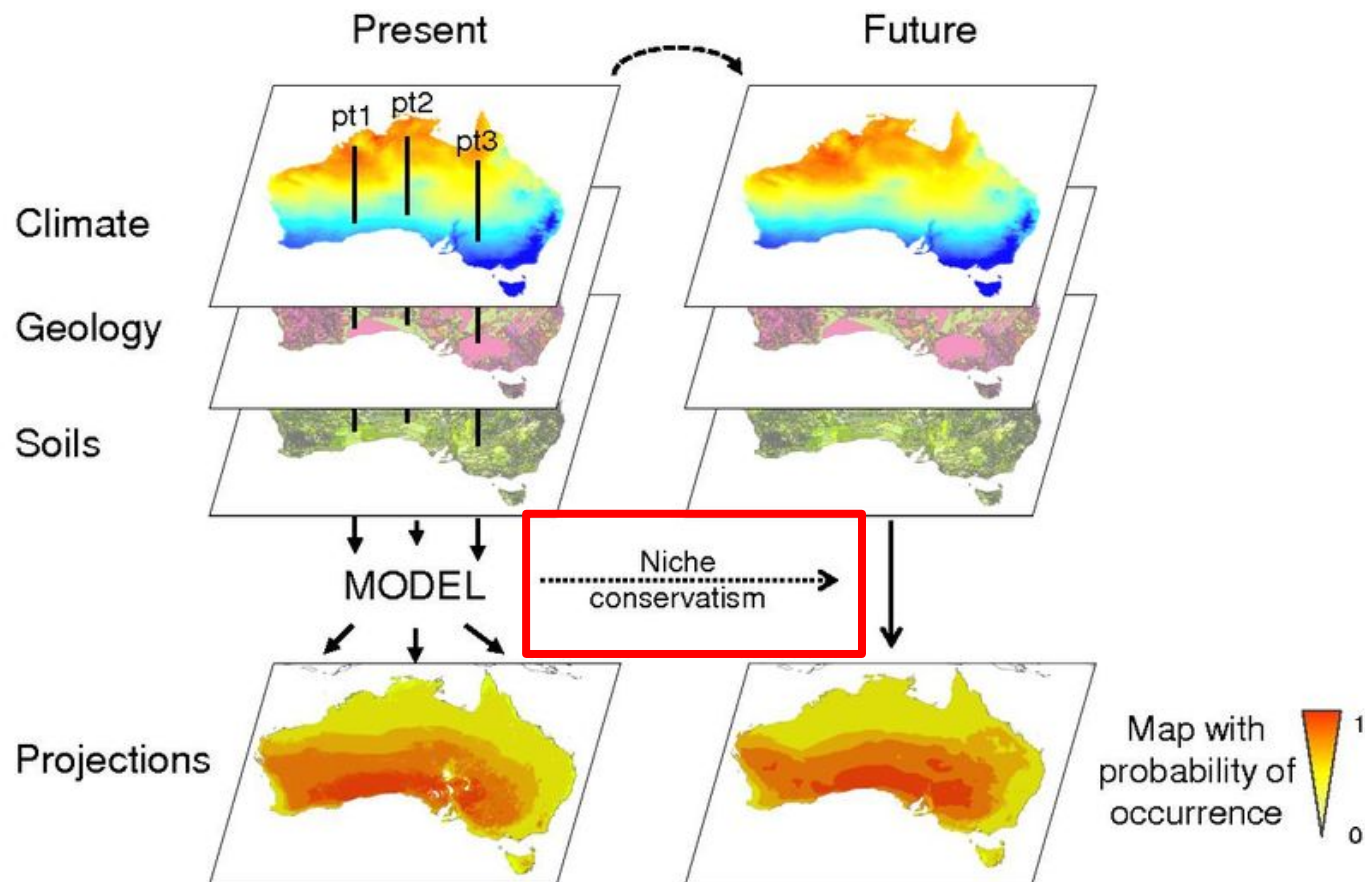 Present
Future
pt1
pt2
pt3
Climate
Geology
Soils
MODEL
Niche
conservatism
Projections
Map with
probability of
occurrence
1
0